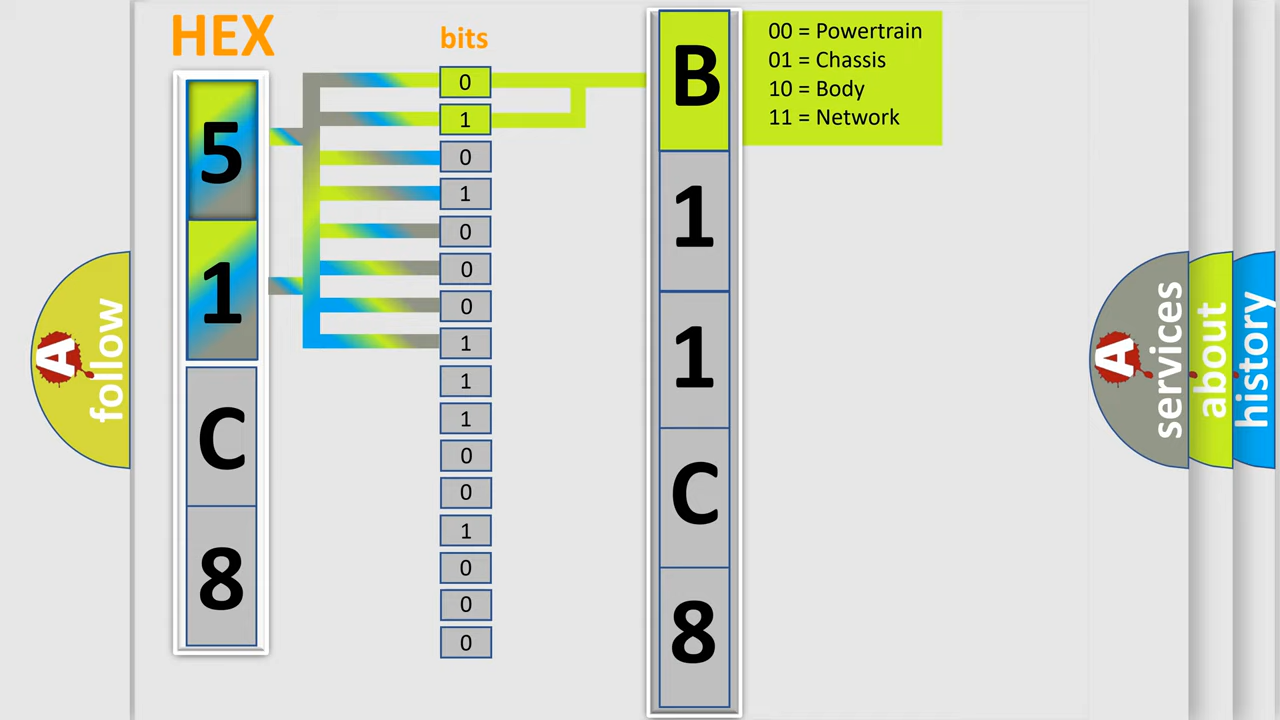 HEX
bits
5
1
C
8
0
1
0
1
0
0
0
1
1
1
0
0
1
0
0
0
B
1
1
C
8
00 = Powertrain
01 = Chassis
10 = Body
11 = Network
A
follow
A
services
about
history